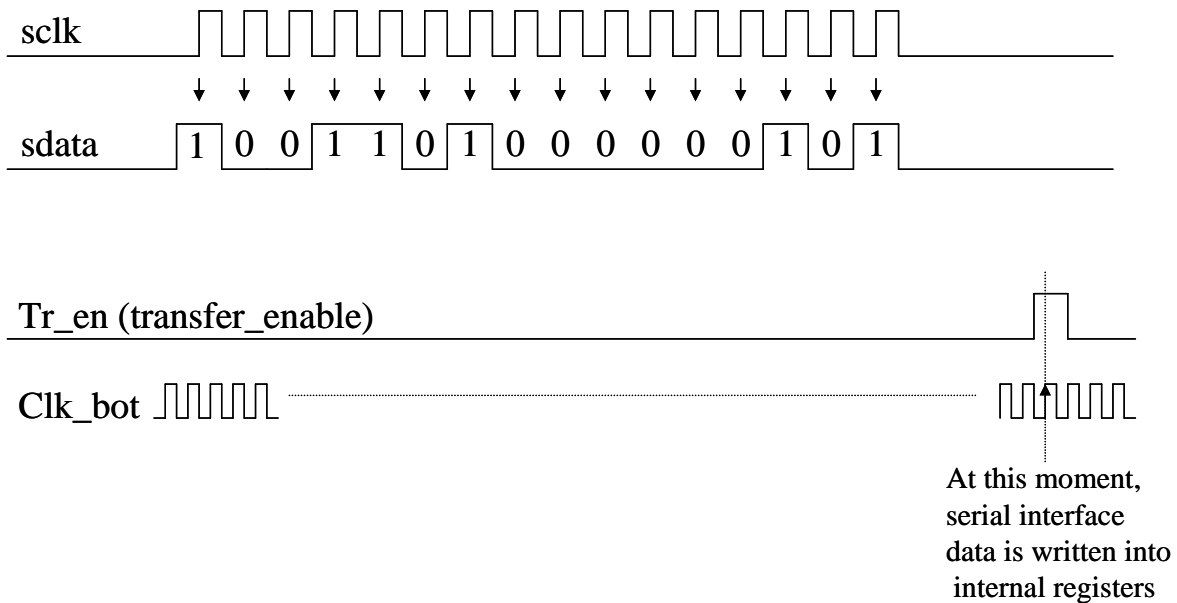 sclk
sdata 1 0 0 1 1 0 1 0 0 0 0 0 0 1 0 1
Tr_en (transfer_enable)
Clk_bot
At this moment,
serial interface
data is written into
internal registers